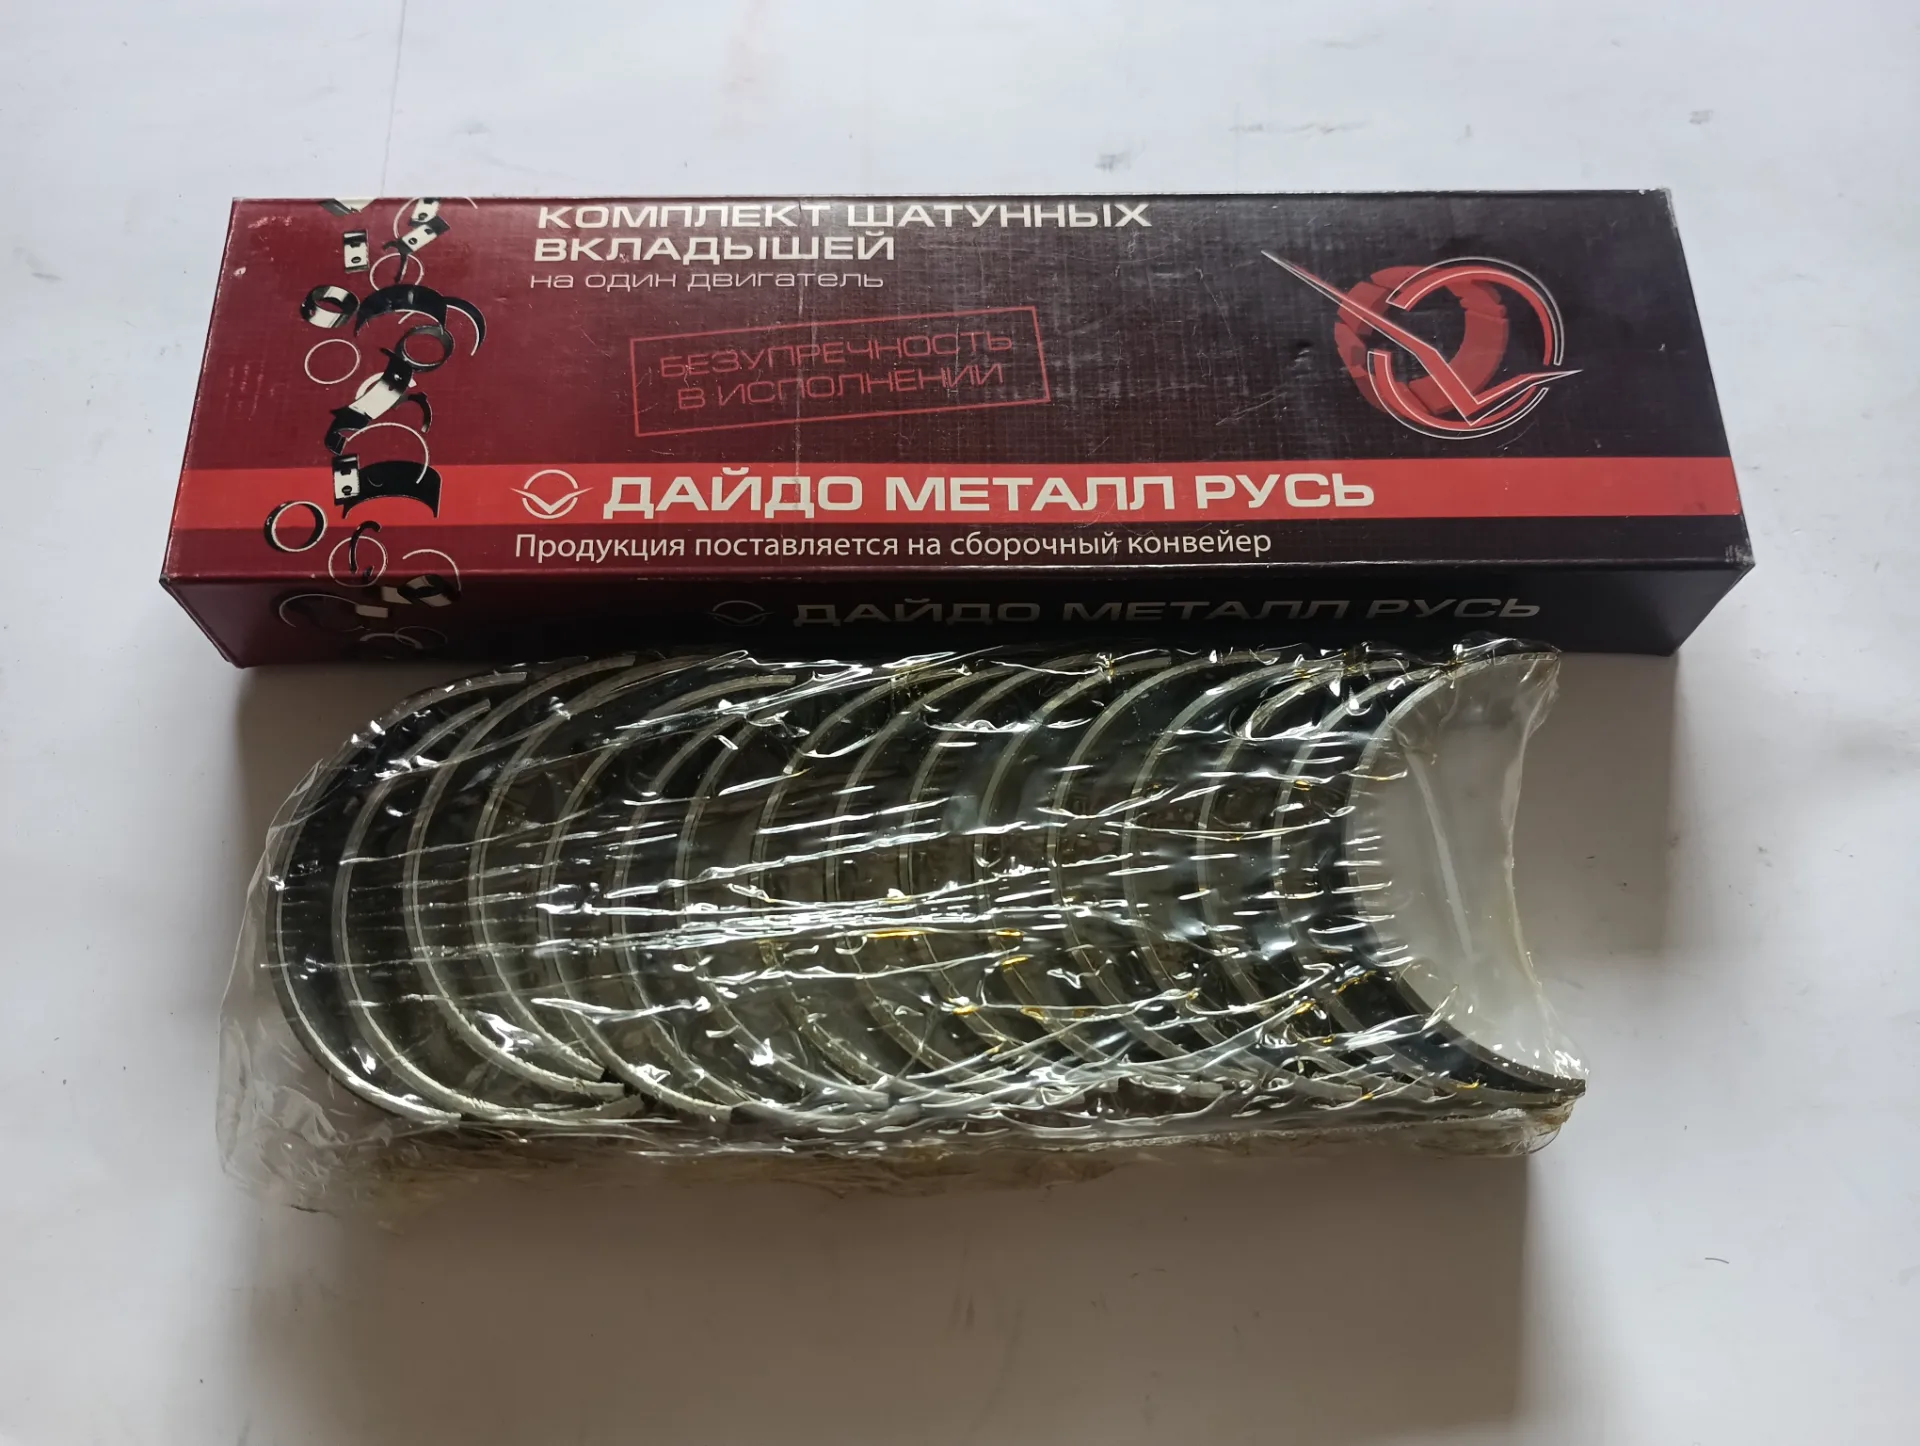 КОМПЛЕКТ ШАТУННЫХ
ВКЛАДЫШЕЙ
на один двигатель
БЕЗУПРЕЧНОСТЬ
В ИСПОЛНЕНИИ
ДАЙДО МЕТАЛЛ РУСЬ
Продукция поставляется на сборочный конвейер
ДАЙДО МЕТАЛЛ РУСЬ